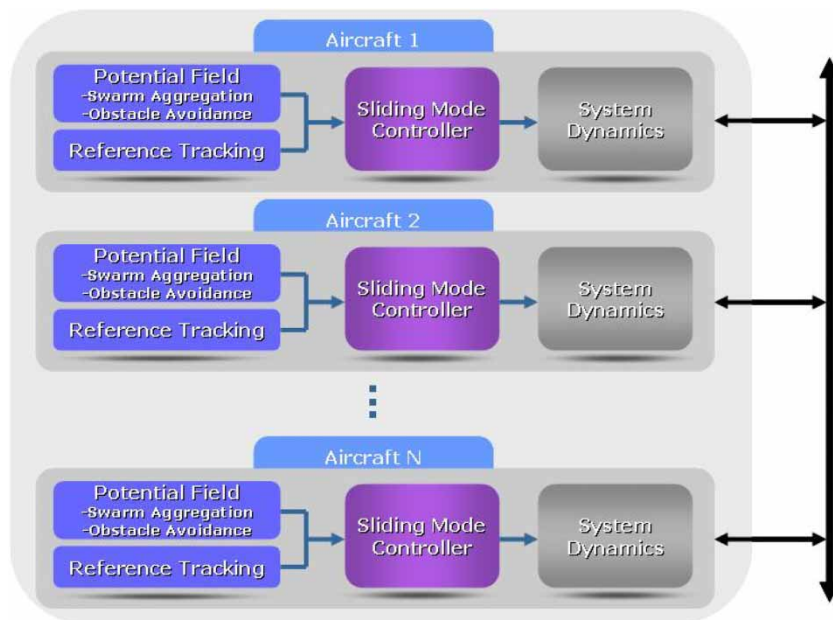 Aircraft 1
Potential Field
-Swarm Aggregation
-Obstacle Avoidance
Reference Tracking
Sliding Mode
Controller
System
Dynamics
Aircraft 2
Potential Field
-Swarm Aggregation
-Obstacle Avoidance
Reference Tracking
Sliding Mode
Controller
System
Dynamics
Aircraft N
Potential Field
-Swarm Aggregation
-Obstacle Avoidance
Reference Tracking
Sliding Mode
Controller
System
Dynamics